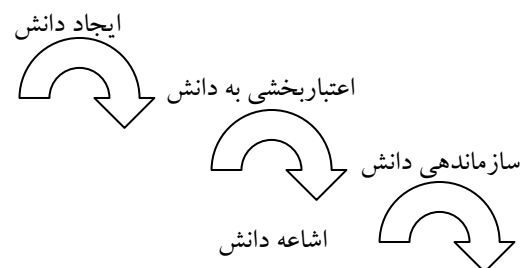 ایجاد دانش
اعتباربخشی به دانش
سازماندهی دانش
اشاعه دانش